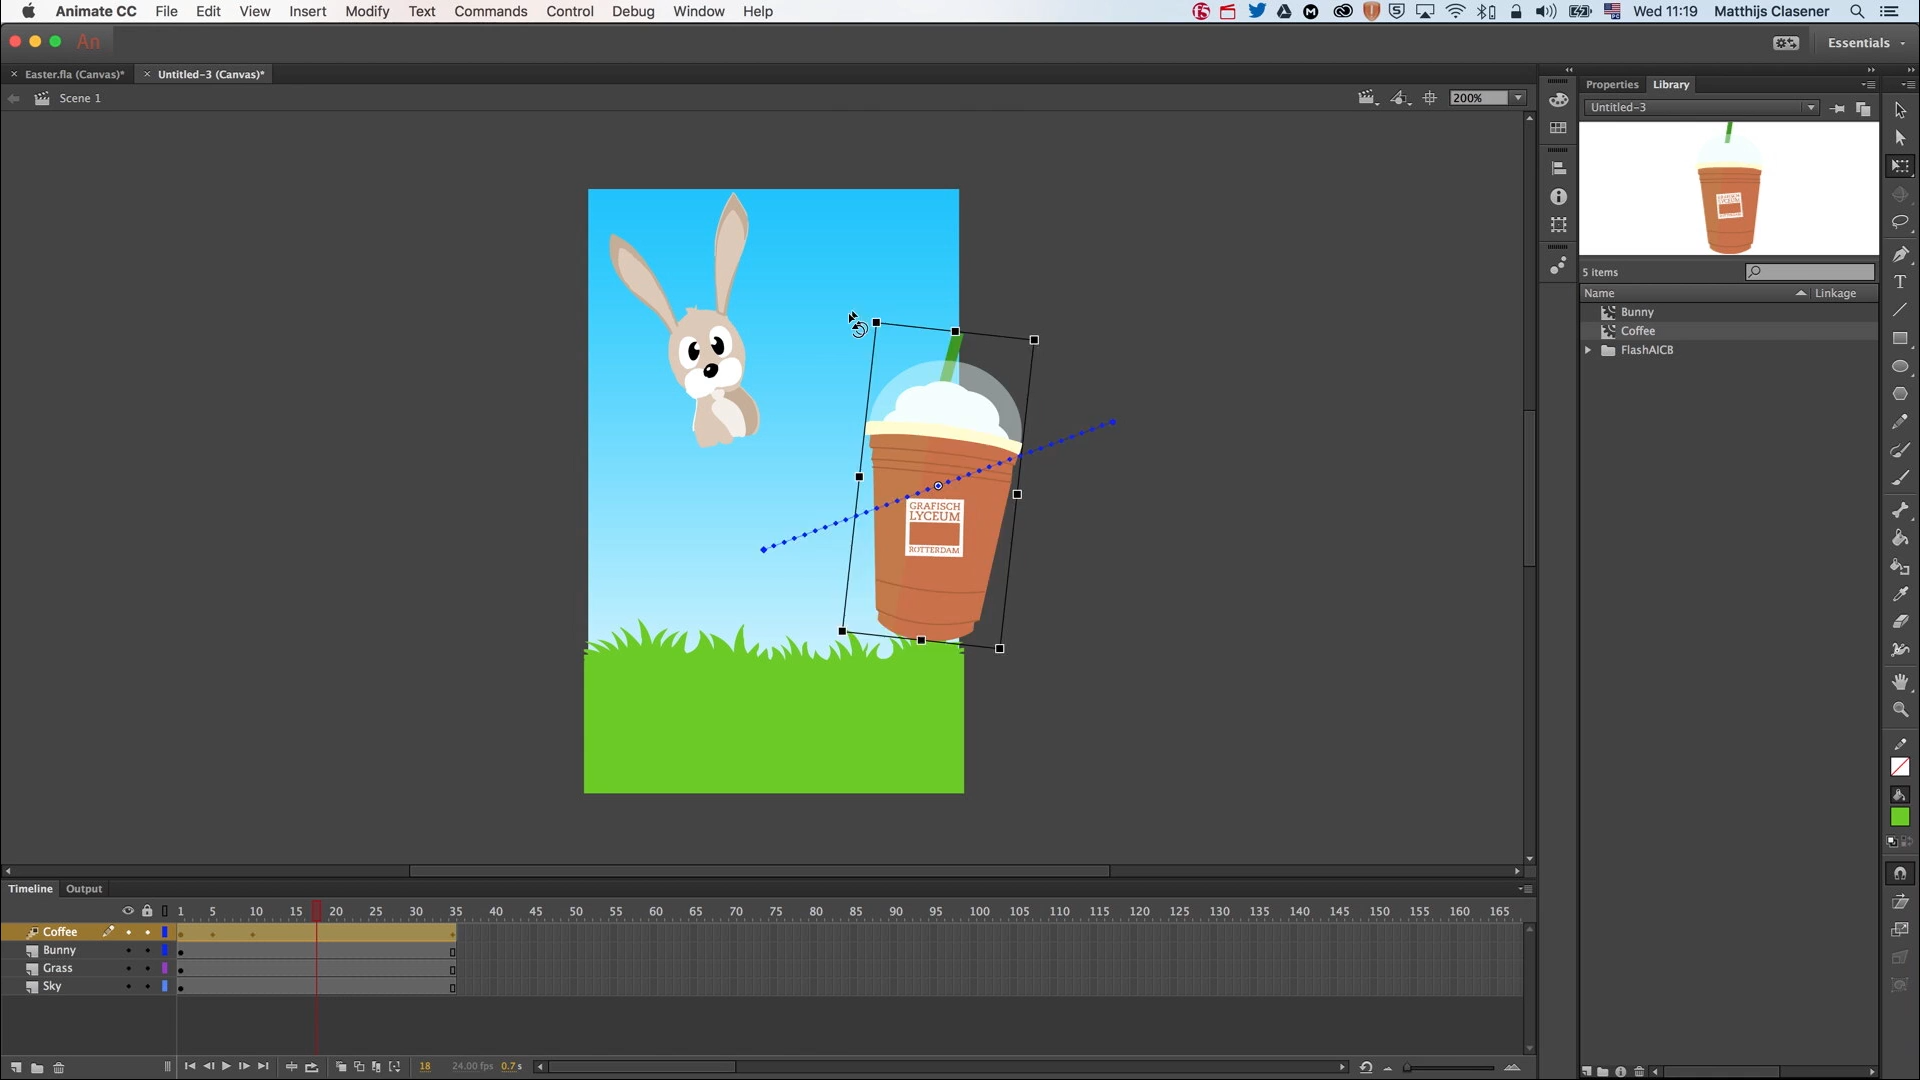 Animate CC File Edit View Insert Modify Text Commands Control Debug Window Help Wed 11:19 Matthijs Clasener
An Essentials
Easter.fla (Canvas)* Untitled-3 (Canvas)*
Scene 1 200%
Properties Library
Untitled-3
5 items
Name Linkage
Bunny
Coffee
FlashAICB
GRAFISCH
LYCEUM
ROTTERDAM
Timeline Output
1 5 10 15 20 25 30 35 40 45 50 55 60 65 70 75 80 85 90 95 100 105 110 115 120 125 130 135 140 145 150 155 160 165
Coffee
Bunny
Grass
Sky
18 24.00 fps 0.7 s